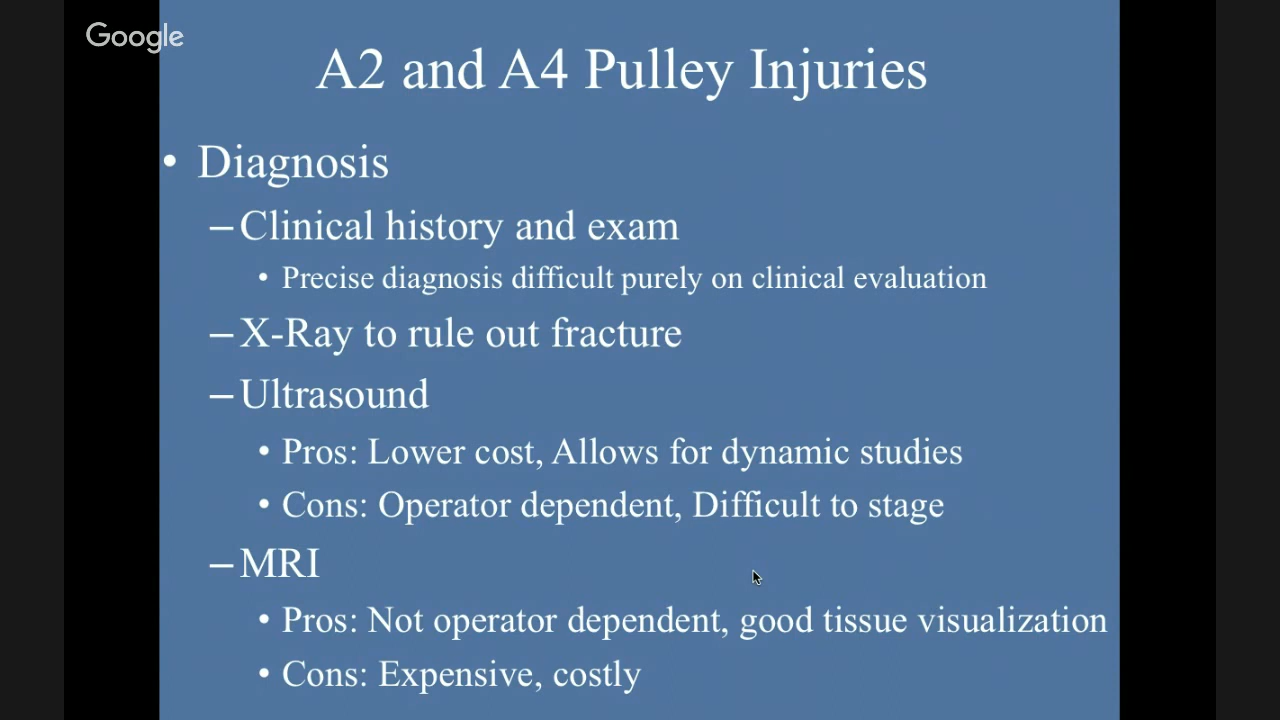 Google
A2 and A4 Pulley Injuries
• Diagnosis
– Clinical history and exam
• Precise diagnosis difficult purely on clinical evaluation
– X-Ray to rule out fracture
– Ultrasound
• Pros: Lower cost, Allows for dynamic studies
• Cons: Operator dependent, Difficult to stage
– MRI
• Pros: Not operator dependent, good tissue visualization
• Cons: Expensive, costly